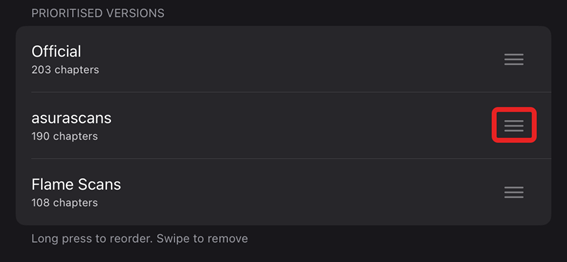 PRIORITISED VERSIONS
Official
203 chapters
asurascans
190 chapters
Flame Scans
108 chapters
Long press to reorder. Swipe to remove